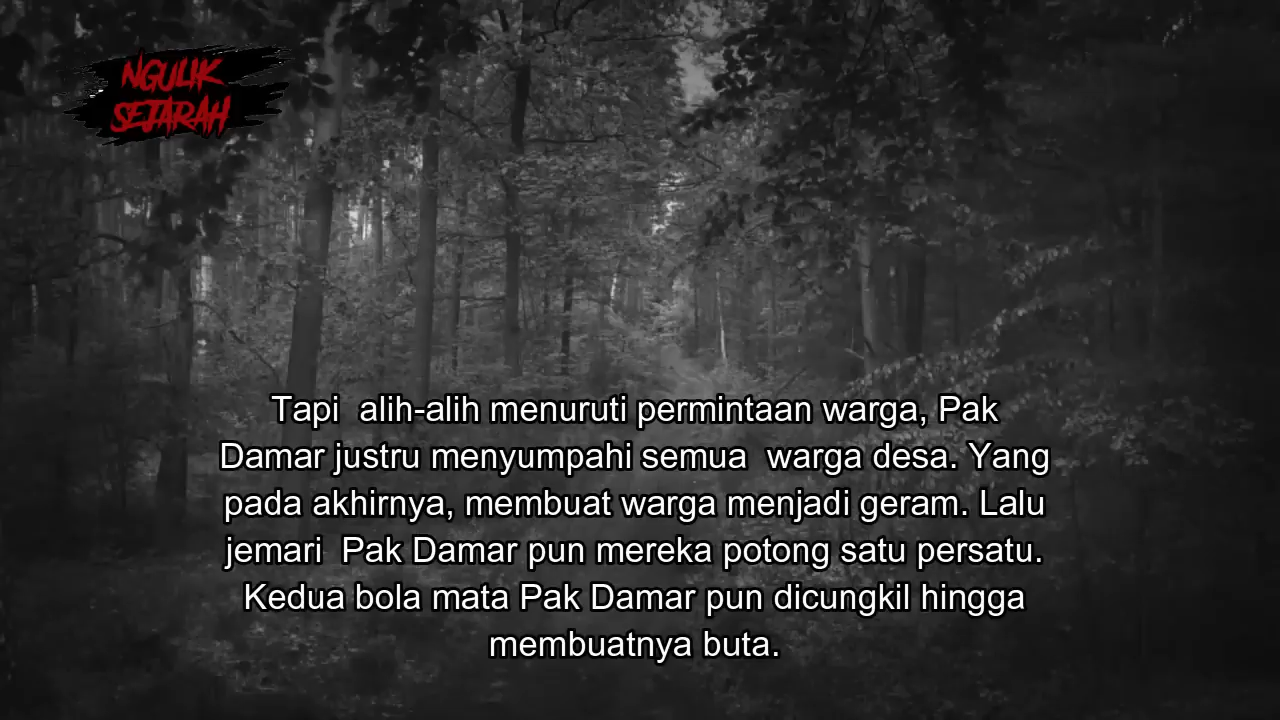 NGULIK
SEJARAH
Tapi  alih-alih menuruti permintaan warga, Pak
Damar justru menyumpahi semua  warga desa. Yang
pada akhirnya, membuat warga menjadi geram. Lalu
jemari  Pak Damar pun mereka potong satu persatu.
Kedua bola mata Pak Damar pun dicungkil hingga
membuatnya buta.